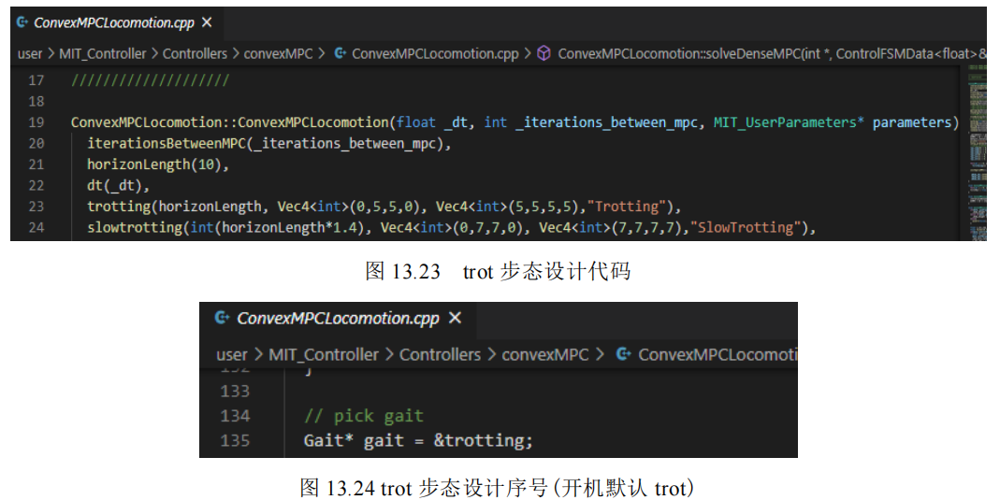 ConvexMPCLocomotion.cpp ×
user > MIT_Controller > Controllers > convexMPC > ConvexMPCLocomotion.cpp > ConvexMPCLocomotion::solveDenseMPC(int *, ControlFSMData<float>&
17 ////////////////////
18
19 ConvexMPCLocomotion::ConvexMPCLocomotion(float _dt, int _iterations_between_mpc, MIT_UserParameters* parameters)
20 iterationsBetweenMPC(_iterations_between_mpc),
21 horizonLength(10),
22 dt(_dt),
23 trotting(horizonLength, Vec4<int>(0,5,5,0), Vec4<int>(5,5,5,5),"Trotting"),
24 slowtrotting(int(horizonLength*1.4), Vec4<int>(0,7,7,0), Vec4<int>(7,7,7,7),"SlowTrotting"),
图 13.23 trot 步态设计代码
ConvexMPCLocomotion.cpp ×
user > MIT_Controller > Controllers > convexMPC > ConvexMPCLocomoti
132 }
133
134 // pick gait
135 Gait* gait = &trotting;
图 13.24 trot 步态设计序号(开机默认 trot)